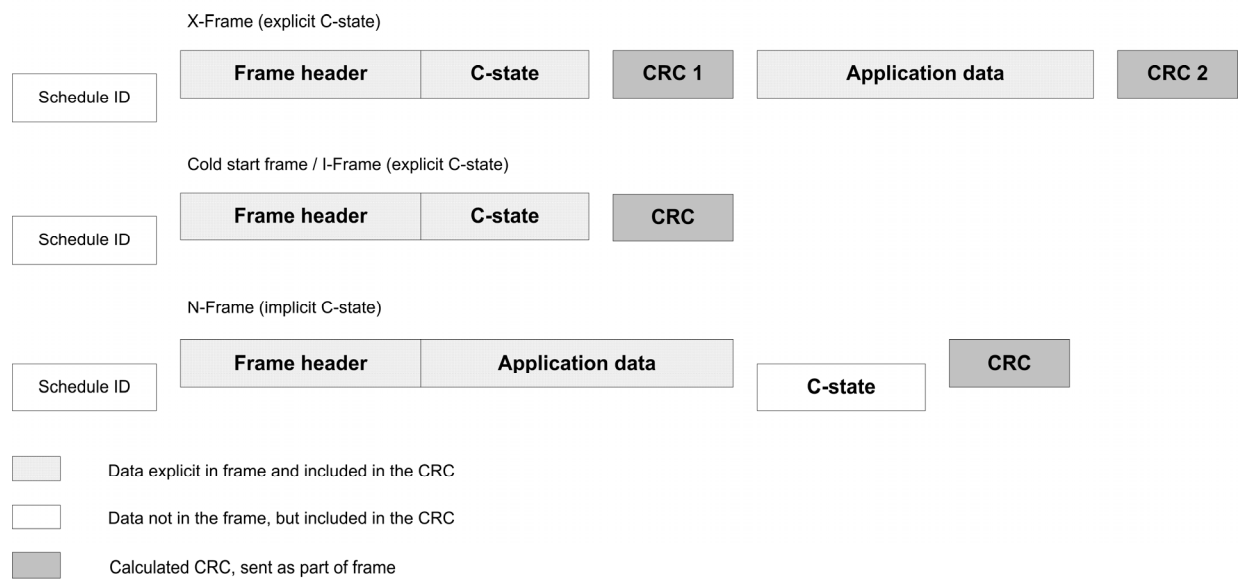 X-Frame (explicit C-state)
Frame header C-state CRC 1 Application data CRC 2
Schedule ID
Cold start frame / I-Frame (explicit C-state)
Frame header C-state CRC
Schedule ID
N-Frame (implicit C-state)
Frame header Application data CRC
Schedule ID C-state
Data explicit in frame and included in the CRC
Data not in the frame, but included in the CRC
Calculated CRC, sent as part of frame